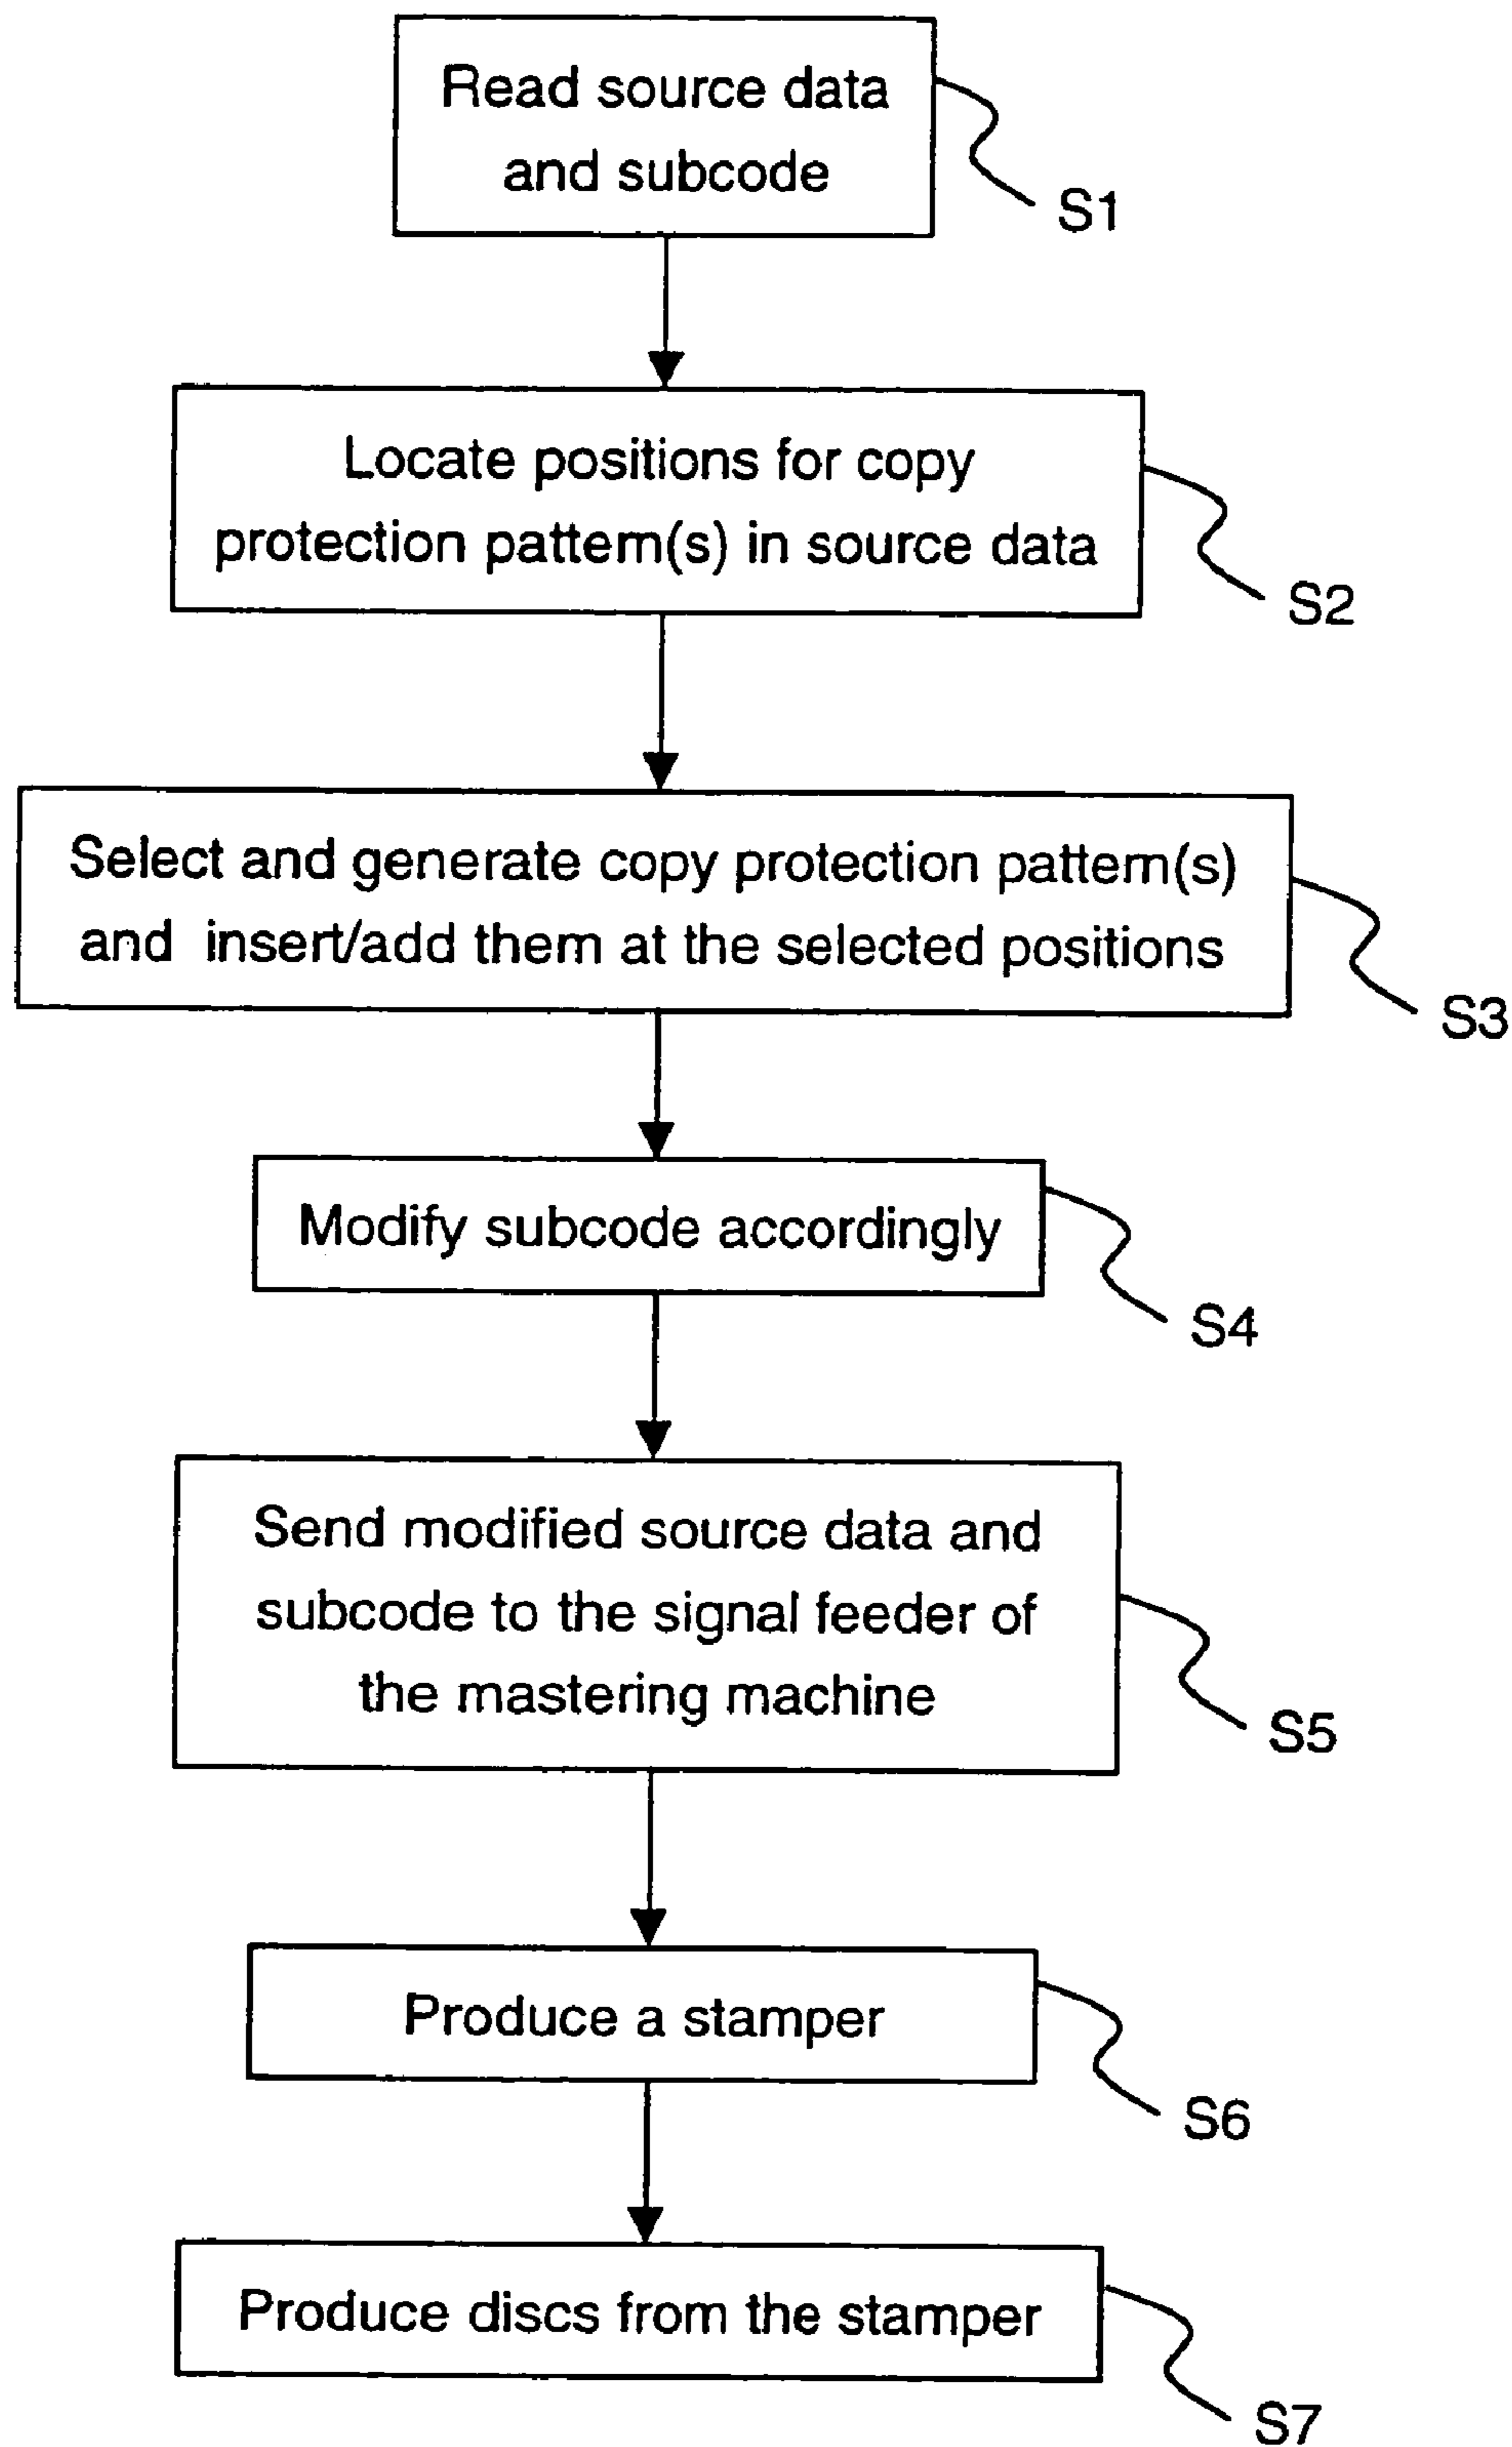 Read source data
and subcode
S1
Locate positions for copy
protection pattern(s) in source data
S2
Select and generate copy protection pattern(s)
and insert/add them at the selected positions
S3
Modify subcode accordingly
S4
Send modified source data and
subcode to the signal feeder of
the mastering machine
S5
Produce a stamper
S6
Produce discs from the stamper
S7